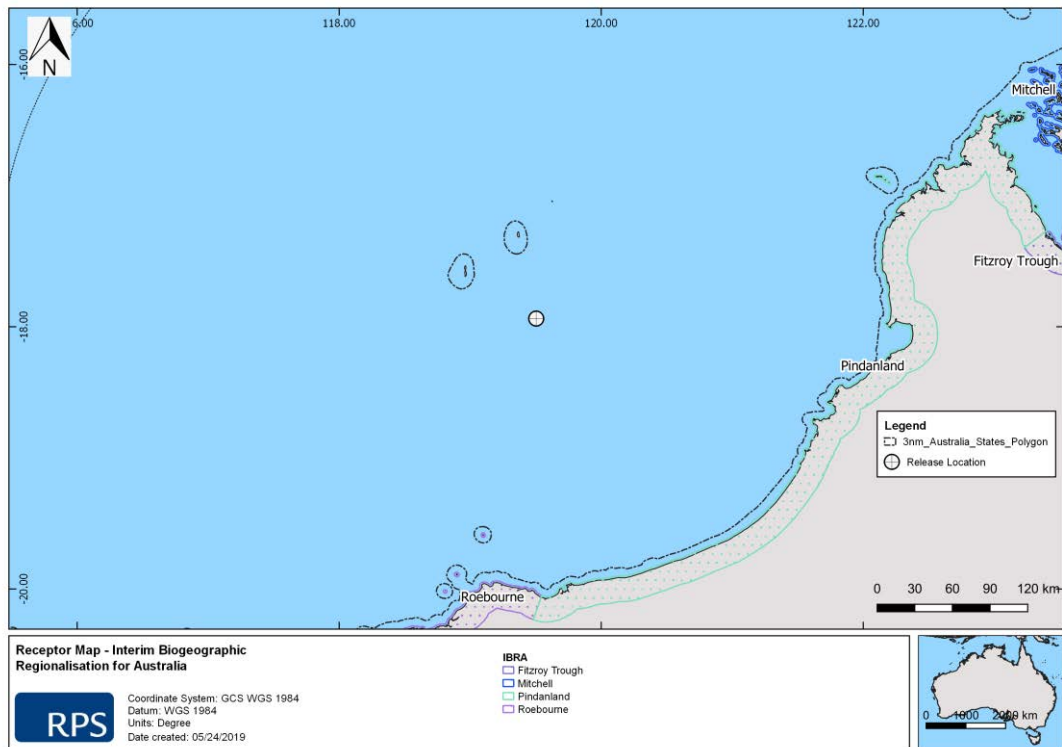 6.00
118.00
120.00
122.00
N
-16.00
Mitchell
Fitzroy Trough
-18.00
Pindanland
Legend
3nm_Australia_States_Polygon
Release Location
-20.00
Roebourne
0 30 60 90 120 km
Receptor Map - Interim Biogeographic
Regionalisation for Australia
RPS
Coordinate System: GCS WGS 1984
Datum: WGS 1984
Units: Degree
Date created: 05/24/2019
IBRA
Fitzroy Trough
Mitchell
Pindanland
Roebourne
0 1000 2000 km